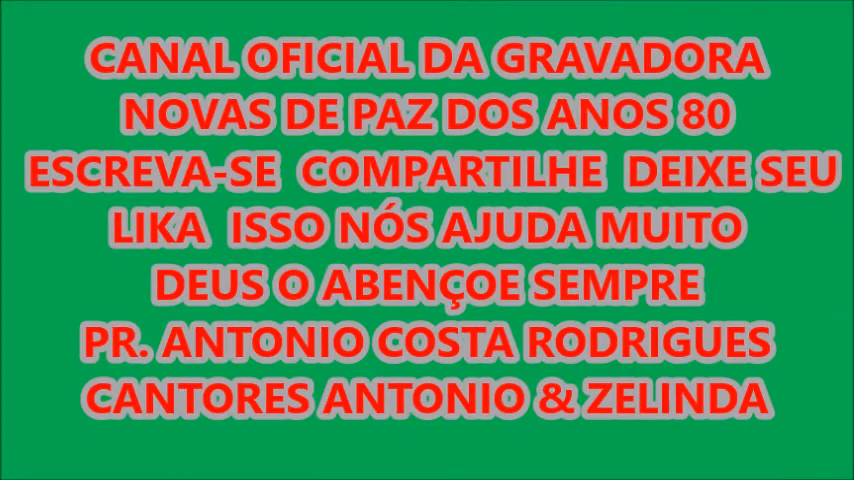 CANAL OFICIAL DA GRAVADORA
NOVAS DE PAZ DOS ANOS 80
ESCREVA-SE COMPARTILHE DEIXE SEU
LIKA ISSO NÓS AJUDA MUITO
DEUS O ABENÇOE SEMPRE
PR. ANTONIO COSTA RODRIGUES
CANTORES ANTONIO & ZELINDA